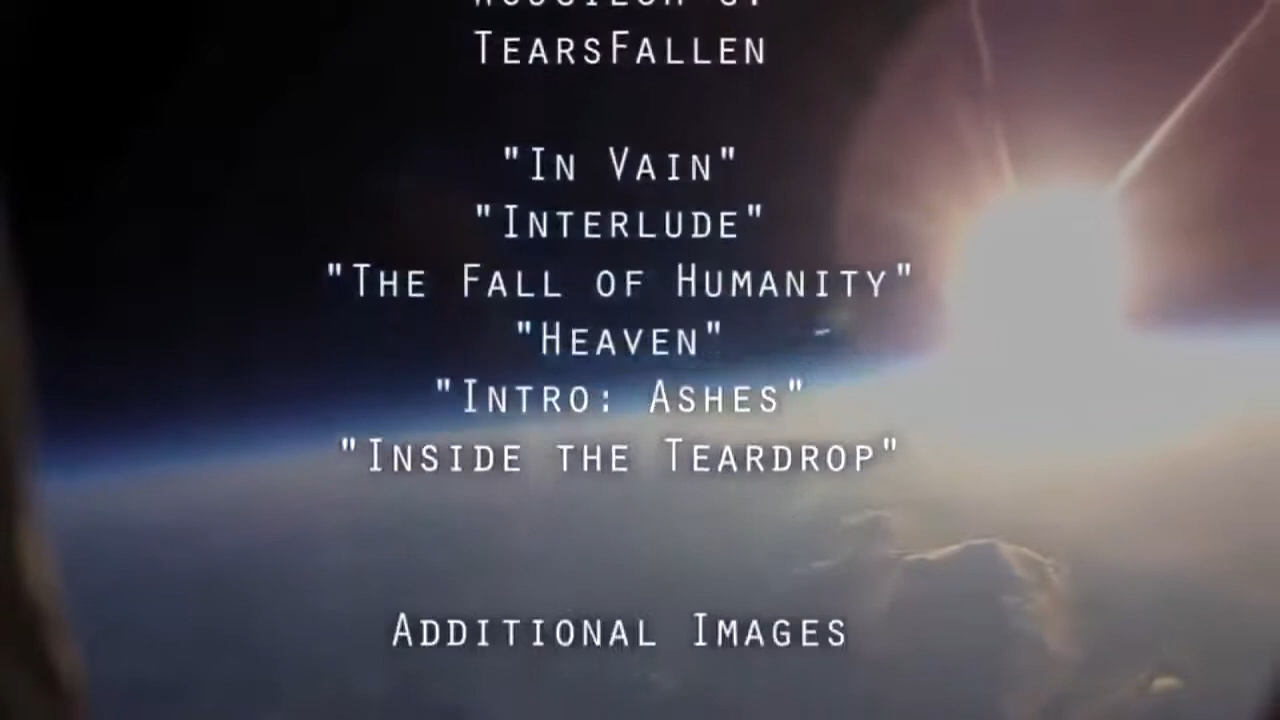 TearsFallen
"In Vain"
"Interlude"
"The Fall of Humanity"
"Heaven"
"Intro: Ashes"
"Inside the Teardrop"
Additional Images